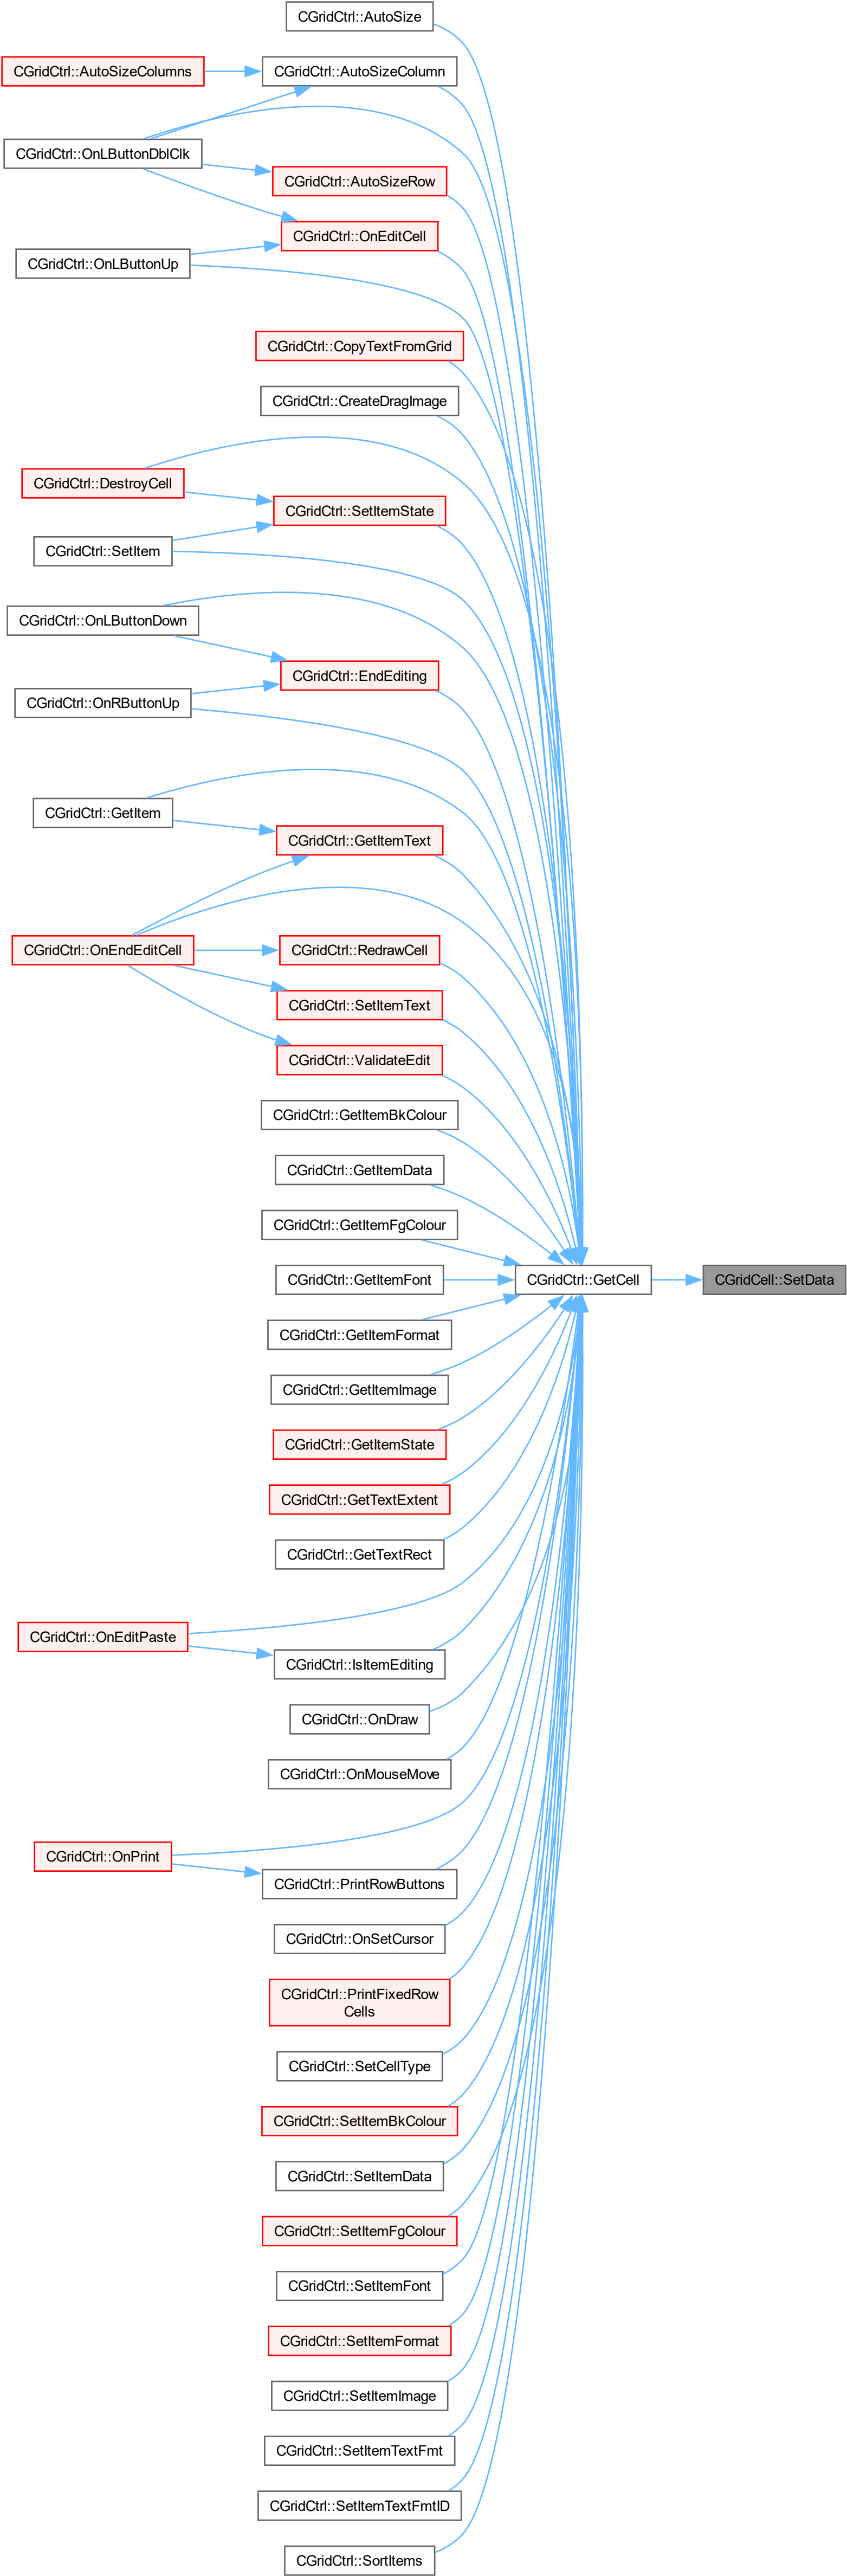 CGridCtrl::AutoSize
CGridCtrl::AutoSizeColumns
CGridCtrl::AutoSizeColumn
CGridCtrl::OnLButtonDblClk
CGridCtrl::AutoSizeRow
CGridCtrl::OnEditCell
CGridCtrl::OnLButtonUp
CGridCtrl::CopyTextFromGrid
CGridCtrl::CreateDragImage
CGridCtrl::DestroyCell
CGridCtrl::SetItemState
CGridCtrl::SetItem
CGridCtrl::OnLButtonDown
CGridCtrl::EndEditing
CGridCtrl::OnRButtonUp
CGridCtrl::GetItem
CGridCtrl::GetItemText
CGridCtrl::OnEndEditCell
CGridCtrl::RedrawCell
CGridCtrl::SetItemText
CGridCtrl::ValidateEdit
CGridCtrl::GetItemBkColour
CGridCtrl::GetItemData
CGridCtrl::GetItemFgColour
CGridCtrl::GetItemFont
CGridCtrl::GetCell
CGridCell::SetData
CGridCtrl::GetItemFormat
CGridCtrl::GetItemImage
CGridCtrl::GetItemState
CGridCtrl::GetTextExtent
CGridCtrl::GetTextRect
CGridCtrl::OnEditPaste
CGridCtrl::IsItemEditing
CGridCtrl::OnDraw
CGridCtrl::OnMouseMove
CGridCtrl::OnPrint
CGridCtrl::PrintRowButtons
CGridCtrl::OnSetCursor
CGridCtrl::PrintFixedRow
Cells
CGridCtrl::SetCellType
CGridCtrl::SetItemBkColour
CGridCtrl::SetItemData
CGridCtrl::SetItemFgColour
CGridCtrl::SetItemFont
CGridCtrl::SetItemFormat
CGridCtrl::SetItemImage
CGridCtrl::SetItemTextFmt
CGridCtrl::SetItemTextFmtID
CGridCtrl::SortItems